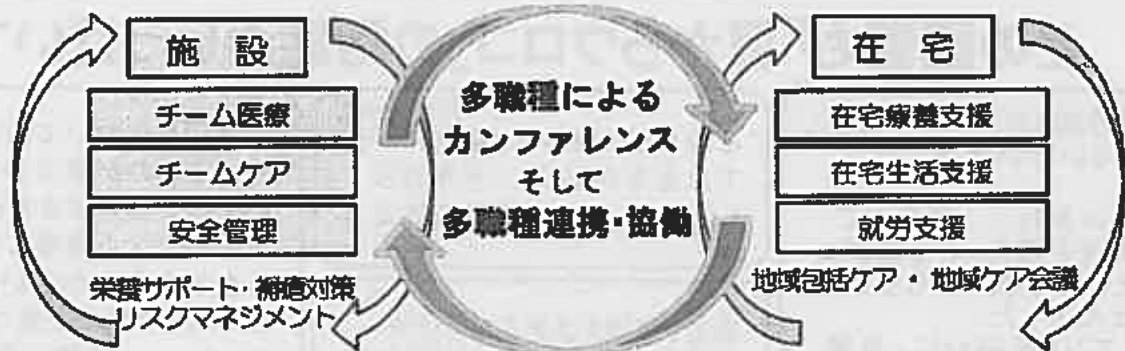 施 設
チーム医療
チームケア
安全管理
栄養サポート・褥瘡対策
リスクマネジメント
多職種による
カンファレンス
そして
多職種連携・協働
在 宅
在宅療養支援
在宅生活支援
就労支援
地域包括ケア・地域ケア会議